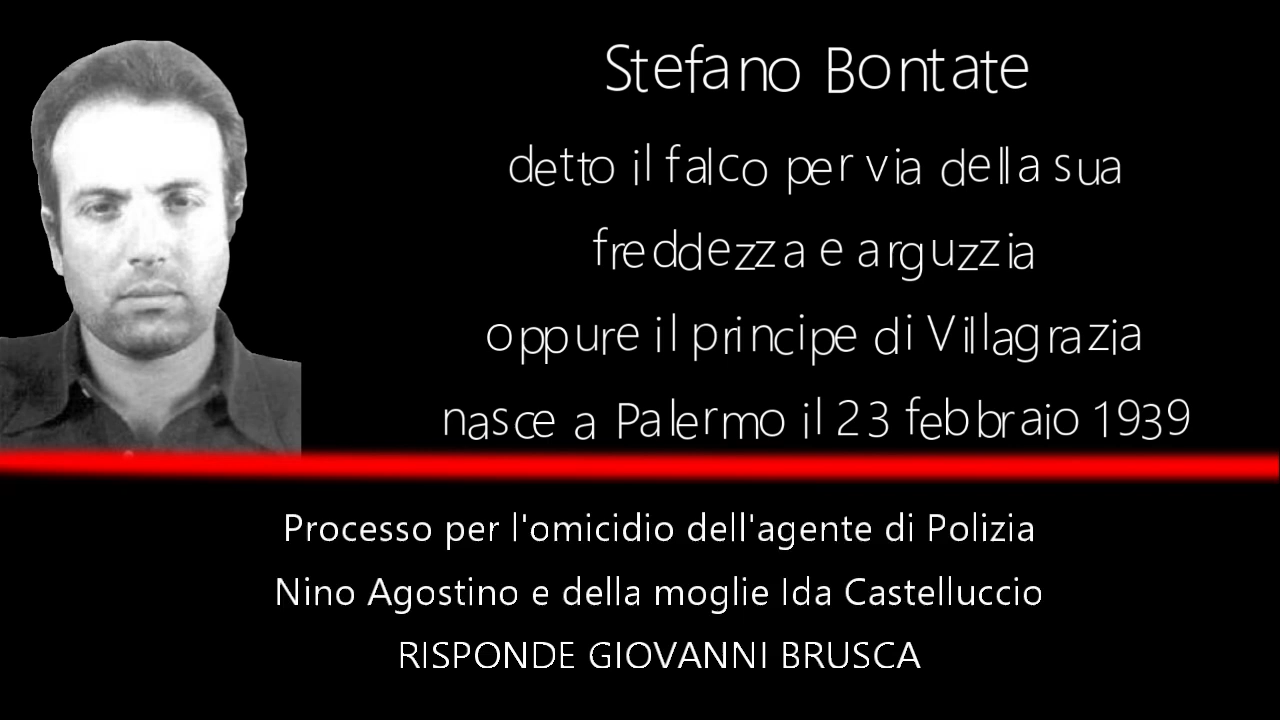 Stefano Bontate
detto il falco per via della sua
freddezza e arguzzia
oppure il principe di Villagrazia
nasce a Palermo il 23 febbraio 1939
Processo per l'omicidio dell'agente di Polizia
Nino Agostino e della moglie Ida Castelluccio
RISPONDE GIOVANNI BRUSCA